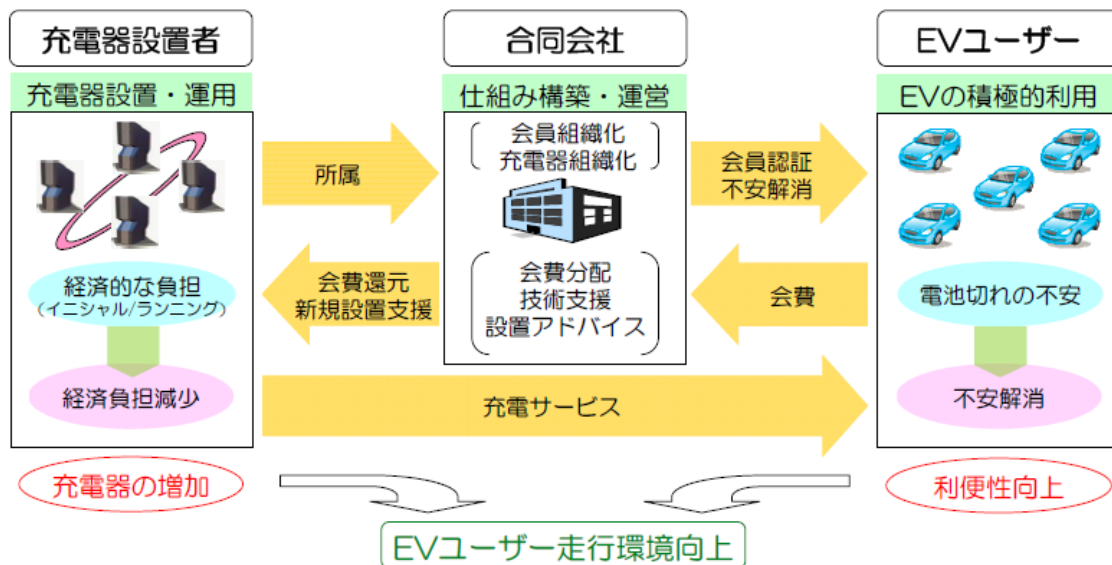 充電器設置者
合同会社
EVユーザー
充電器設置・運用
仕組み構築・運営
EVの積極的利用
会員組織化
充電器組織化
所属
会員認証
不安解消
会費還元
新規設置支援
会費分配
技術支援
設置アドバイス
会費
経済的な負担
(イニシャル/ランニング)
電池切れの不安
経済負担減少
充電サービス
不安解消
充電器の増加
利便性向上
EVユーザー走行環境向上